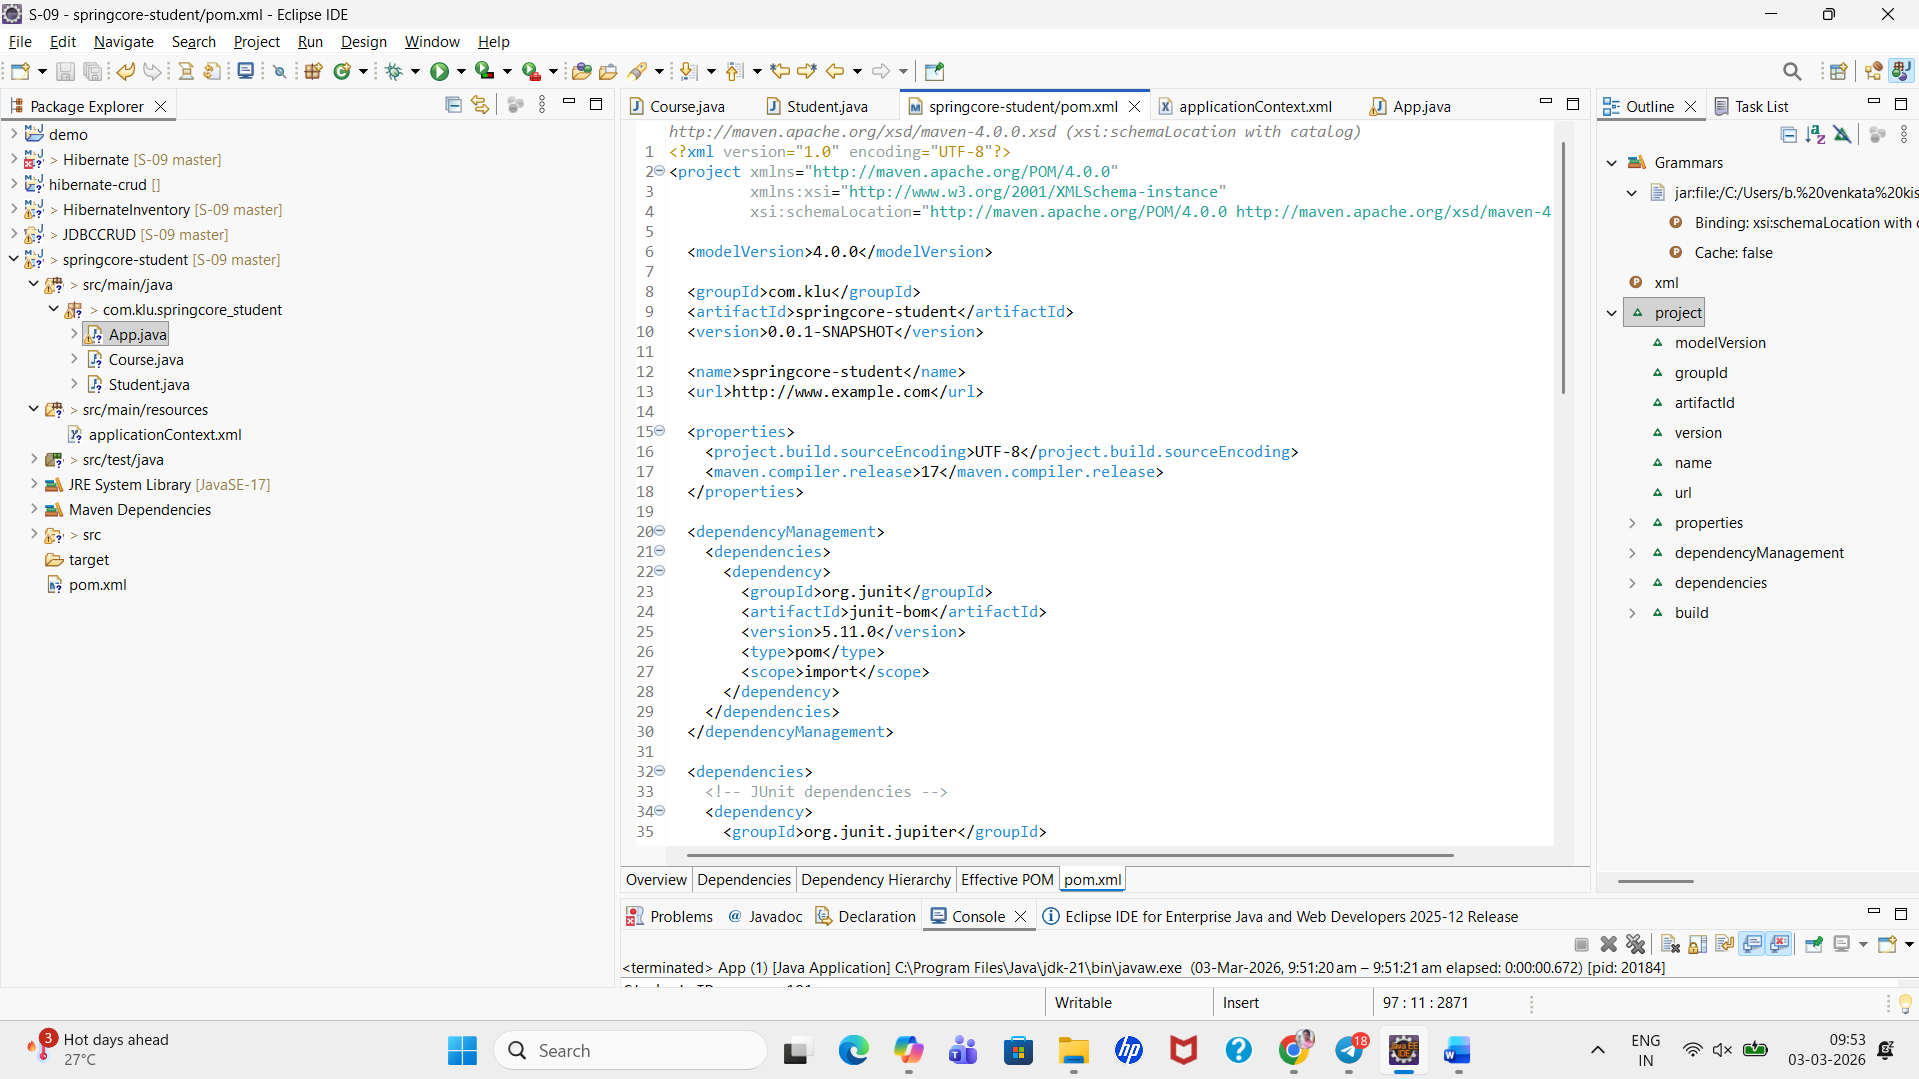 S-09 - springcore-student/pom.xml - Eclipse IDE
File Edit Navigate Search Project Run Design Window Help
Package Explorer
demo
> Hibernate [S-09 master]
hibernate-crud []
> HibernateInventory [S-09 master]
> JDBCCRUD [S-09 master]
> springcore-student [S-09 master]
> src/main/java
> com.klu.springcore_student
App.java
Course.java
Student.java
> src/main/resources
applicationContext.xml
> src/test/java
JRE System Library [JavaSE-17]
Maven Dependencies
> src
target
pom.xml
Course.java Student.java springcore-student/pom.xml applicationContext.xml App.java
http://maven.apache.org/xsd/maven-4.0.0.xsd (xsi:schemaLocation with catalog)
1 <?xml version="1.0" encoding="UTF-8"?>
2 <project xmlns="http://maven.apache.org/POM/4.0.0"
3 xmlns:xsi="http://www.w3.org/2001/XMLSchema-instance"
4 xsi:schemaLocation="http://maven.apache.org/POM/4.0.0 http://maven.apache.org/xsd/maven-4
5
6 <modelVersion>4.0.0</modelVersion>
7
8 <groupId>com.klu</groupId>
9 <artifactId>springcore-student</artifactId>
10 <version>0.0.1-SNAPSHOT</version>
11
12 <name>springcore-student</name>
13 <url>http://www.example.com</url>
14
15 <properties>
16 <project.build.sourceEncoding>UTF-8</project.build.sourceEncoding>
17 <maven.compiler.release>17</maven.compiler.release>
18 </properties>
19
20 <dependencyManagement>
21 <dependencies>
22 <dependency>
23 <groupId>org.junit</groupId>
24 <artifactId>junit-bom</artifactId>
25 <version>5.11.0</version>
26 <type>pom</type>
27 <scope>import</scope>
28 </dependency>
29 </dependencies>
30 </dependencyManagement>
31
32 <dependencies>
33 <!-- JUnit dependencies -->
34 <dependency>
35 <groupId>org.junit.jupiter</groupId>
Overview Dependencies Dependency Hierarchy Effective POM pom.xml
Outline Task List
Grammars
jar:file:/C:/Users/b.%20venkata%20kis
Binding: xsi:schemaLocation with c
Cache: false
xml
project
modelVersion
groupId
artifactId
version
name
url
properties
dependencyManagement
dependencies
build
Problems Javadoc Declaration Console Eclipse IDE for Enterprise Java and Web Developers 2025-12 Release
<terminated> App (1) [Java Application] C:\Program Files\Java\jdk-21\bin\javaw.exe (03-Mar-2026, 9:51:20 am – 9:51:21 am elapsed: 0:00:00.672) [pid: 20184]
Writable Insert 97 : 11 : 2871
3 Hot days ahead
27°C
Search
18
ENG
IN
09:53
03-03-2026